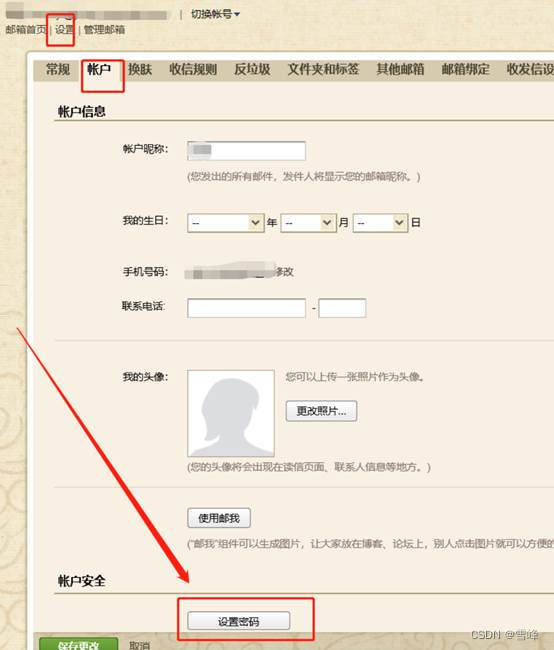 | 切换帐号
邮箱首页 | 设置 | 管理邮箱
常规 帐户 换肤 收信规则 反垃圾 文件夹和标签 其他邮箱 邮箱绑定 收发信设
帐户信息
帐户昵称：
(您发出的所有邮件，发件人将显示您的邮箱昵称。)
我的生日： -- 年 -- 月 -- 日
手机号码： 修改
联系电话: -
我的头像： 您可以上传一张照片作为头像。
更改照片...
(您的头像将会出现在读信页面、联系人信息等地方。)
使用邮我
("邮我"组件可以生成图片，让大家放在博客、论坛上，别人点击图片就可以方便的
帐户安全
设置密码
保存更改 取消
CSDN @雪峰